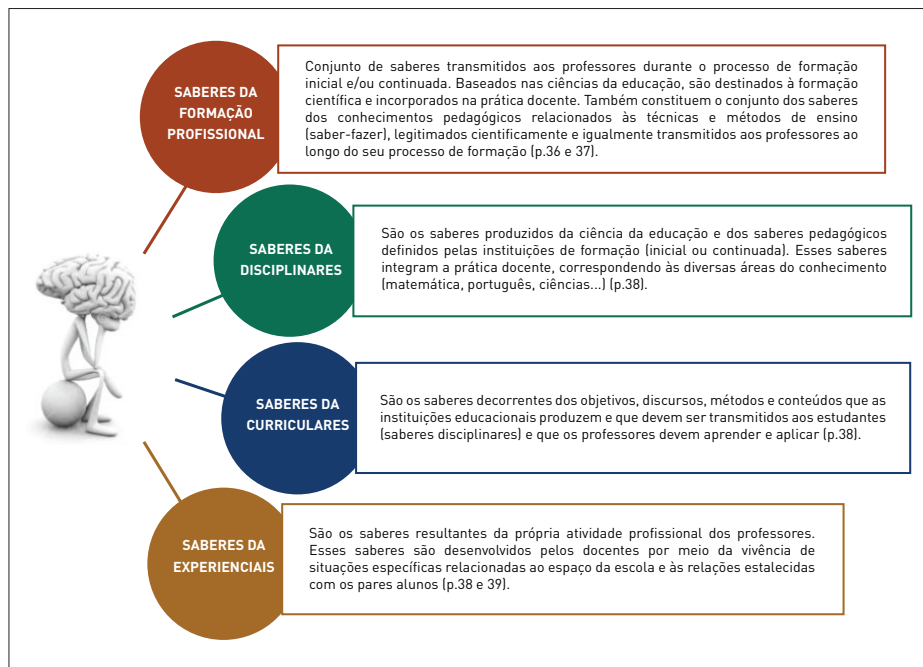 SABERES DA
FORMAÇÃO
PROFISSIONAL
Conjunto de saberes transmitidos aos professores durante o processo de formação
inicial e/ou continuada. Baseados nas ciências da educação, são destinados à formação
científica e incorporados na prática docente. Também constituem o conjunto dos saberes
dos conhecimentos pedagógicos relacionados às técnicas e métodos de ensino
(saber-fazer), legitimados cientificamente e igualmente transmitidos aos professores ao
longo do seu processo de formação (p.36 e 37).
SABERES DA
DISCIPLINARES
São os saberes produzidos da ciência da educação e dos saberes pedagógicos
definidos pelas instituições de formação (inicial ou continuada). Esses saberes
integram a prática docente, correspondendo às diversas áreas do conhecimento
(matemática, português, ciências...) (p.38).
SABERES DA
CURRICULARES
São os saberes decorrentes dos objetivos, discursos, métodos e conteúdos que as
instituições educacionais produzem e que devem ser transmitidos aos estudantes
(saberes disciplinares) e que os professores devem aprender e aplicar (p.38).
SABERES DA
EXPERIENCIAIS
São os saberes resultantes da própria atividade profissional dos professores.
Esses saberes são desenvolvidos pelos docentes por meio da vivência de
situações específicas relacionadas ao espaço da escola e às relações estalecidas
com os pares alunos (p.38 e 39).